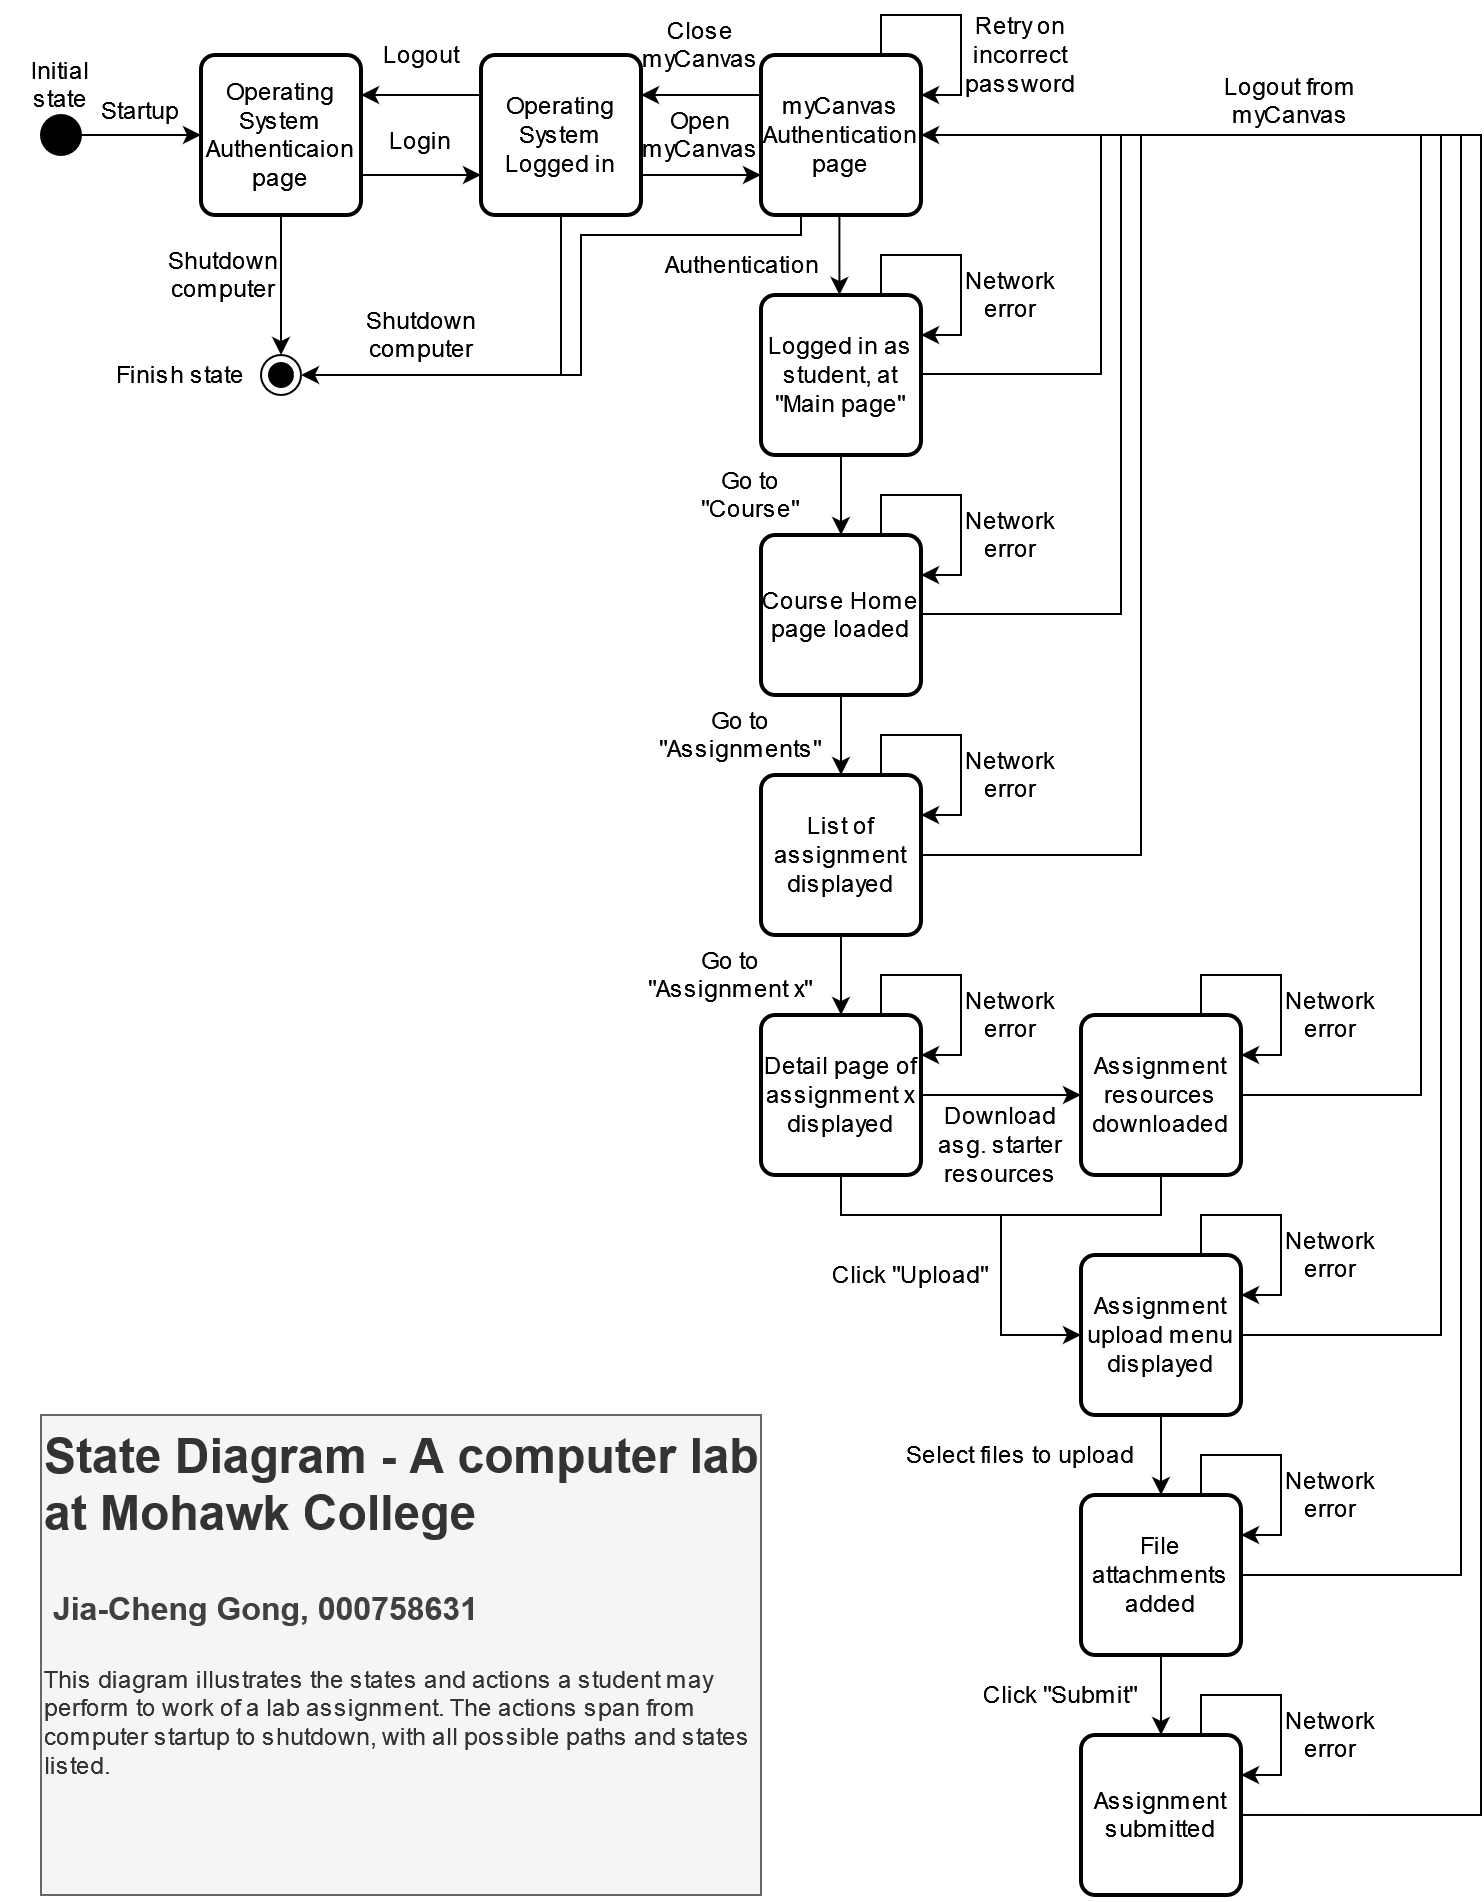 Initial
state
Startup
Operating
System
Authenticaion
page
Logout
Login
Operating
System
Logged in
Close
myCanvas
Open
myCanvas
myCanvas
Authentication
page
Retry on
incorrect
password
Logout from
myCanvas
Shutdown
computer
Shutdown
computer
Finish state
Authentication
Network
error
Logged in as
student, at
"Main page"
Go to
"Course"
Network
error
Course Home
page loaded
Go to
"Assignments"
Network
error
List of
assignment
displayed
Go to
"Assignment x"
Network
error
Detail page of
assignment x
displayed
Download
asg. starter
resources
Network
error
Assignment
resources
downloaded
Click "Upload"
Network
error
Assignment
upload menu
displayed
Select files to upload
Network
error
File
attachments
added
Click "Submit"
Network
error
Assignment
submitted
State Diagram - A computer lab
at Mohawk College
Jia-Cheng Gong, 000758631
This diagram illustrates the states and actions a student may
perform to work of a lab assignment. The actions span from
computer startup to shutdown, with all possible paths and states
listed.